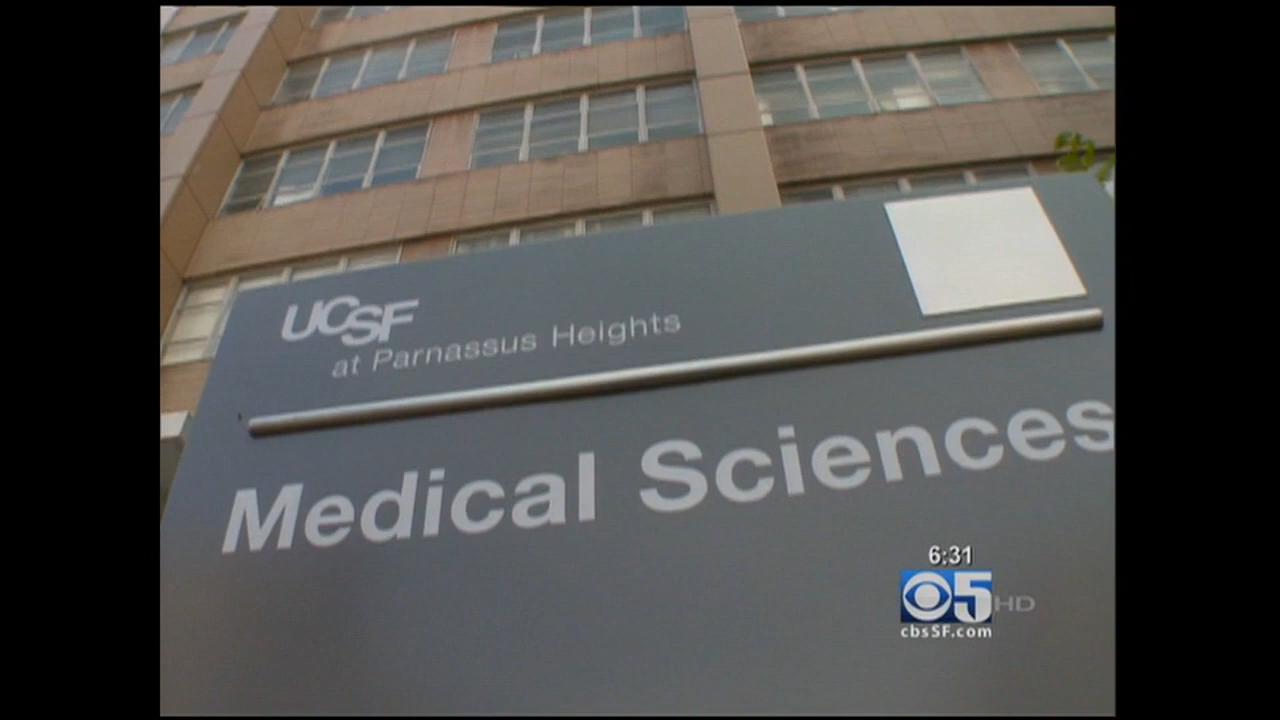 UCSF
at Parnassus Heights
Medical Sciences
6:31
5 HD
cbsSF.com